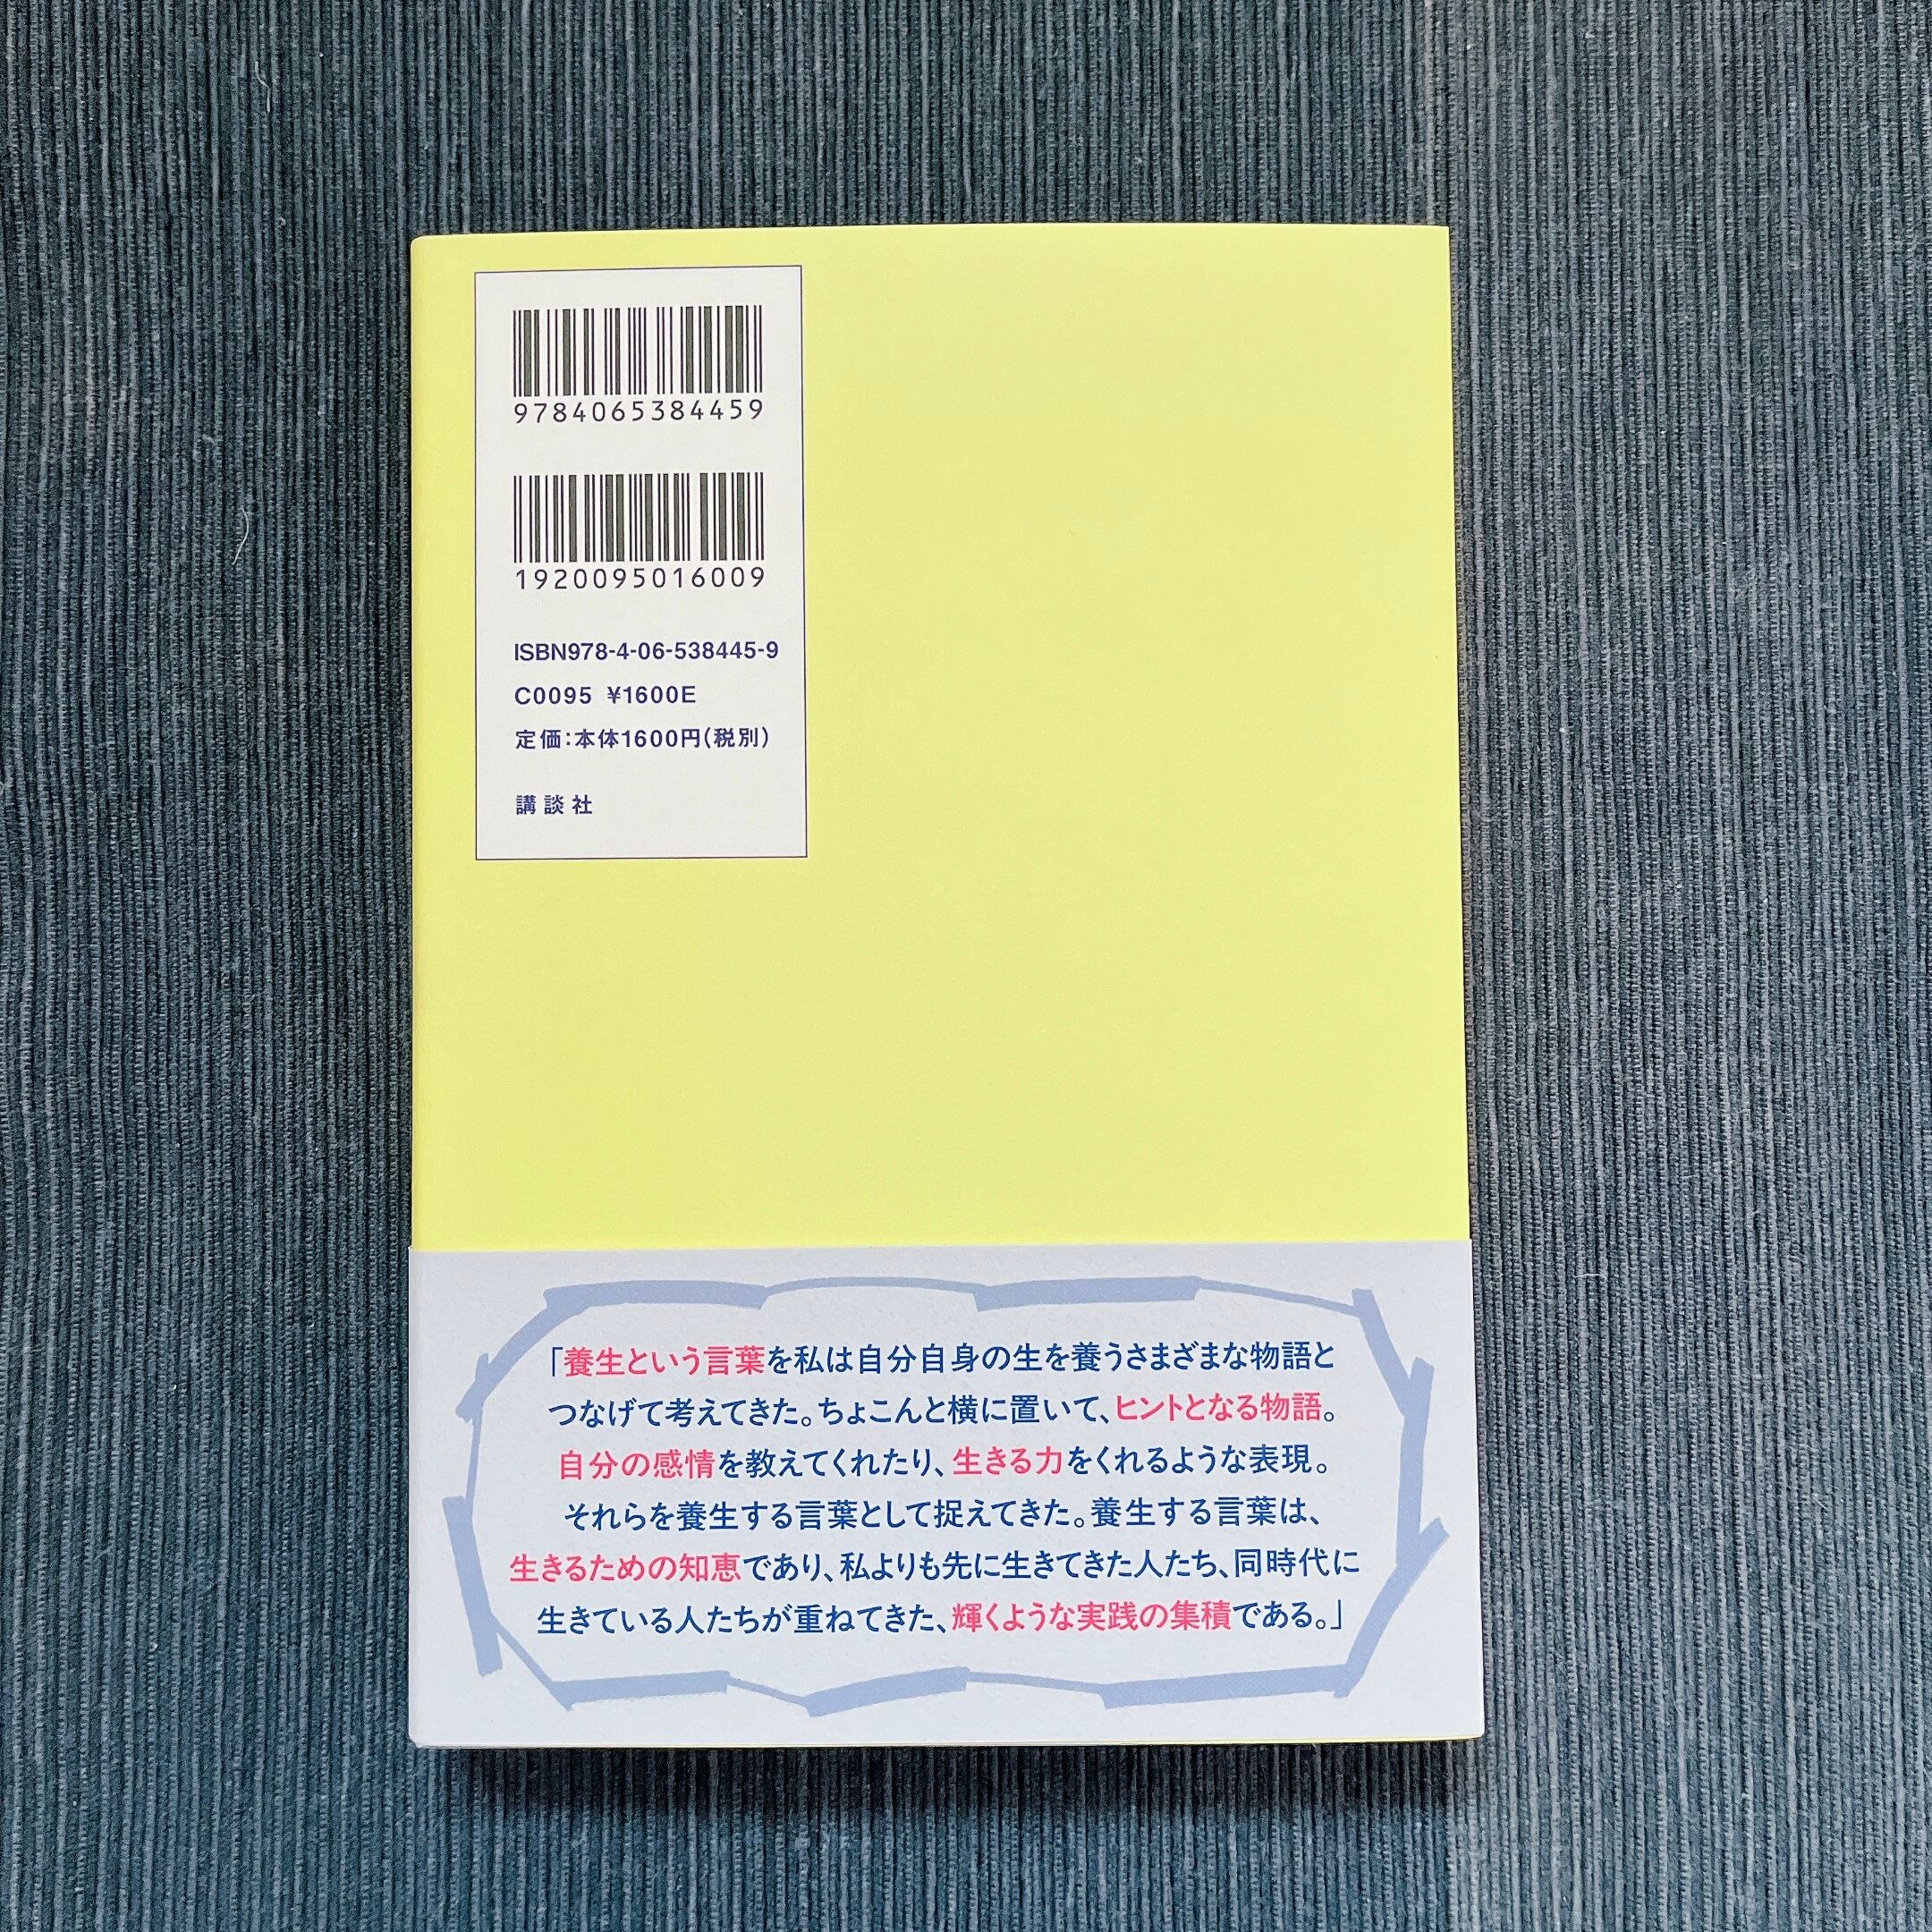 9784065384459
1920095016009
ISBN978-4-06-538445-9
C0095 ¥1600E
定価：本体1600円（税別）
講談社
「養生という言葉を私は自分自身の生を養うさまざまな物語と
つなげて考えてきた。ちょこんと横に置いて、ヒントとなる物語。
自分の感情を教えてくれたり、生きる力をくれるような表現。
それらを養生する言葉として捉えてきた。養生する言葉は、
生きるための知恵であり、私よりも先に生きてきた人たち、同時代に
生きている人たちが重ねてきた、輝くような実践の集積である。」